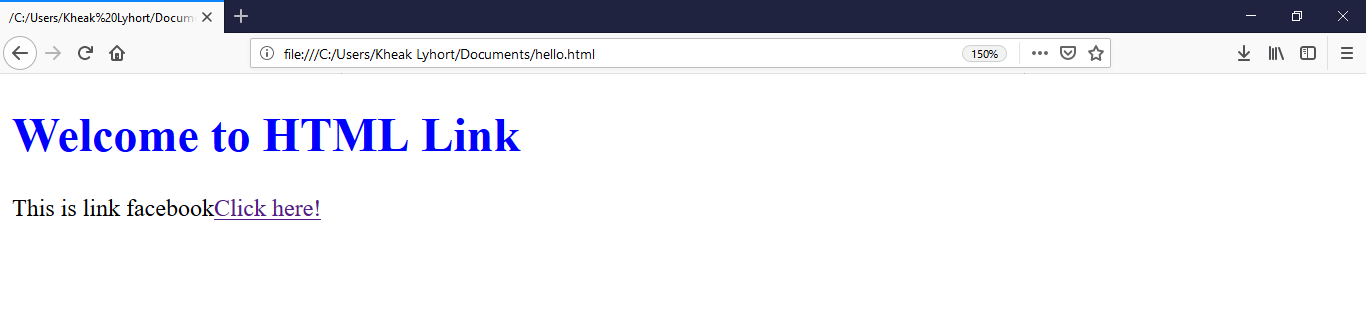 /C:/Users/Kheak%20Lyhort/Docum
file:///C:/Users/Kheak Lyhort/Documents/hello.html
150%
Welcome to HTML Link
This is link facebookClick here!